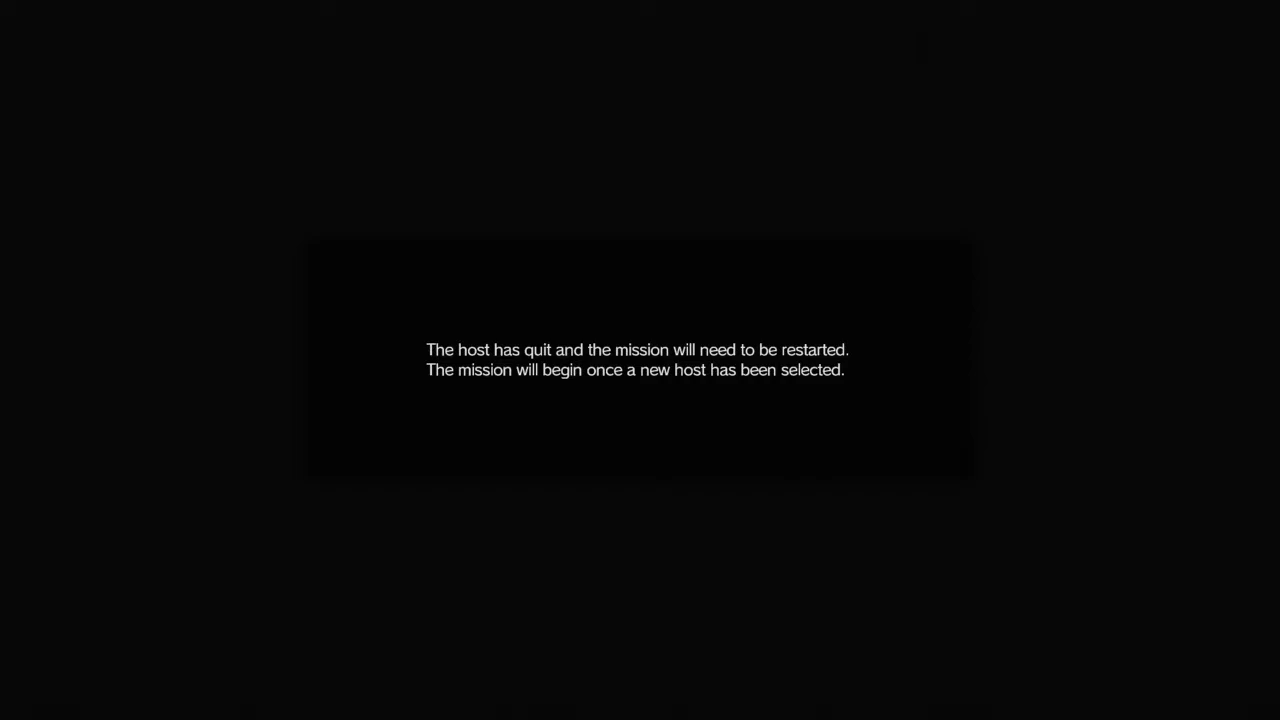 The host has quit and the mission will need to be restarted.
The mission will begin once a new host has been selected.